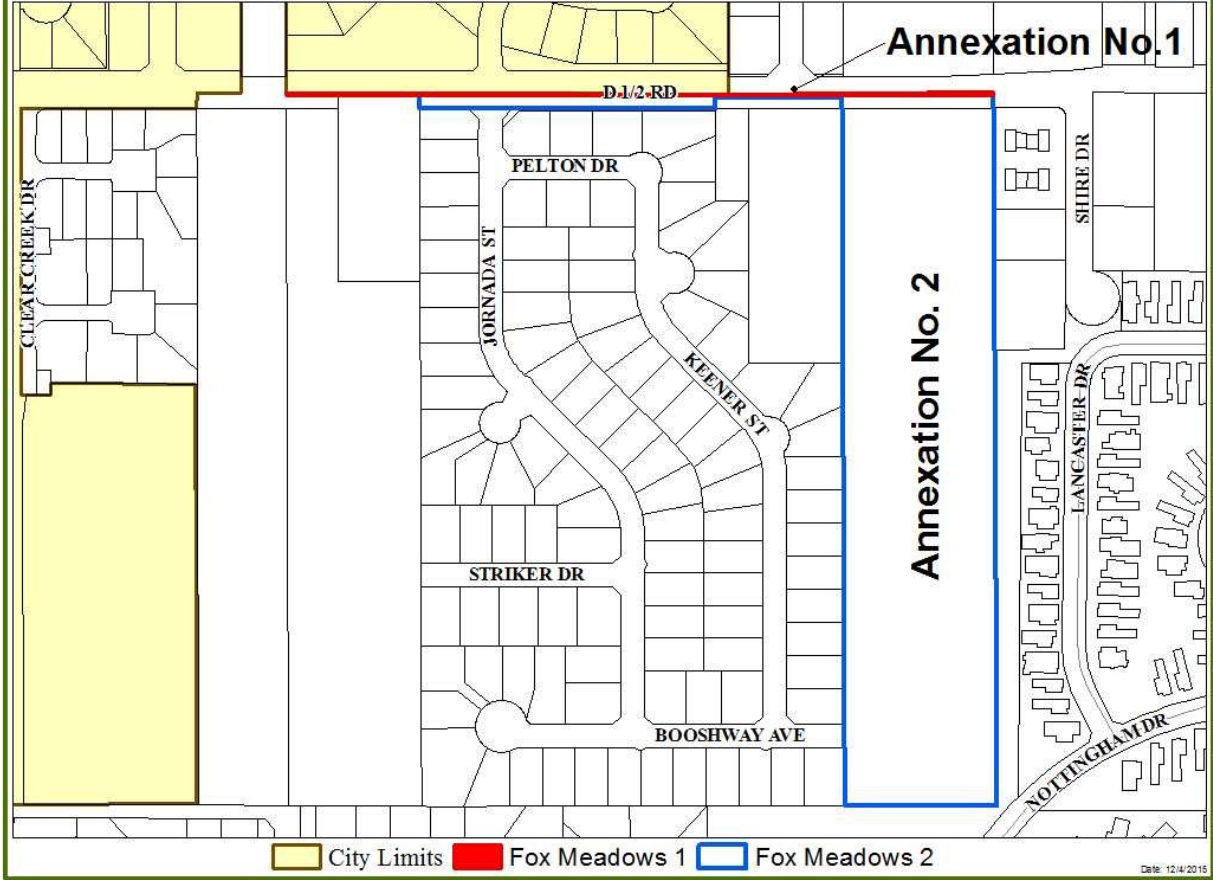 Annexation No.1
D 1/2 RD
PELTON DR
CLEAR CREEK DR
SHIRE DR
JORNADA ST
KEENER ST
Annexation No. 2
LANCASTER DR
STRIKER DR
BOOSHWAY AVE
NOTTINGHAM DR
City Limits Fox Meadows 1 Fox Meadows 2
Date: 12/4/2015